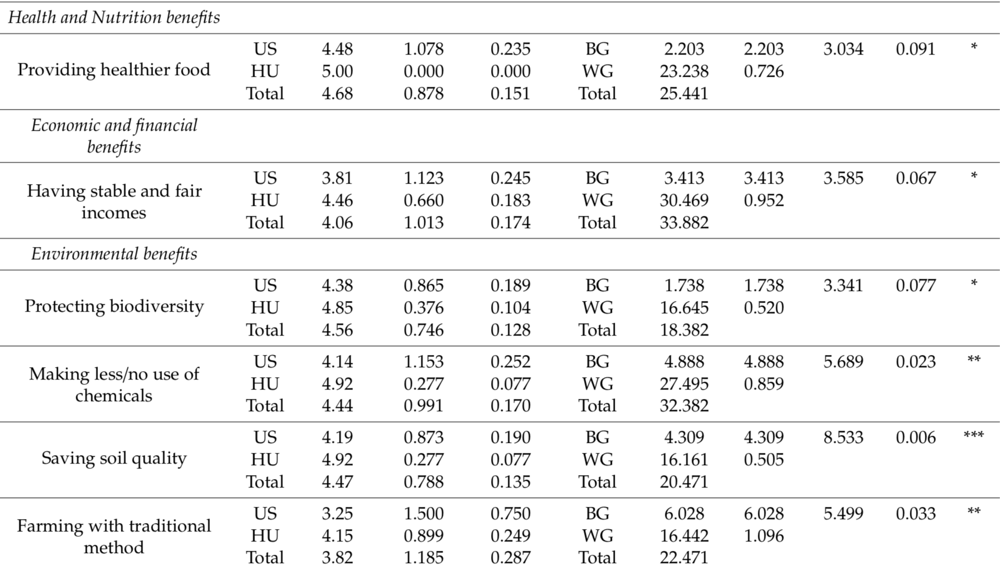 Health and Nutrition benefits
US 4.48 1.078 0.235 BG 2.203 2.203 3.034 0.091 *
Providing healthier food HU 5.00 0.000 0.000 WG 23.238 0.726
Total 4.68 0.878 0.151 Total 25.441
Economic and financial
benefits
US 3.81 1.123 0.245 BG 3.413 3.413 3.585 0.067 *
Having stable and fair
HU 4.46 0.660 0.183 WG 30.469 0.952
incomes
Total 4.06 1.013 0.174 Total 33.882
Environmental benefits
US 4.38 0.865 0.189 BG 1.738 1.738 3.341 0.077 *
Protecting biodiversity HU 4.85 0.376 0.104 WG 16.645 0.520
Total 4.56 0.746 0.128 Total 18.382
US 4.14 1.153 0.252 BG 4.888 4.888 5.689 0.023 **
Making less/no use of
HU 4.92 0.277 0.077 WG 27.495 0.859
chemicals
Total 4.44 0.991 0.170 Total 32.382
US 4.19 0.873 0.190 BG 4.309 4.309 8.533 0.006 ***
Saving soil quality HU 4.92 0.277 0.077 WG 16.161 0.505
Total 4.47 0.788 0.135 Total 20.471
US 3.25 1.500 0.750 BG 6.028 6.028 5.499 0.033 **
Farming with traditional
HU 4.15 0.899 0.249 WG 16.442 1.096
method
Total 3.82 1.185 0.287 Total 22.471